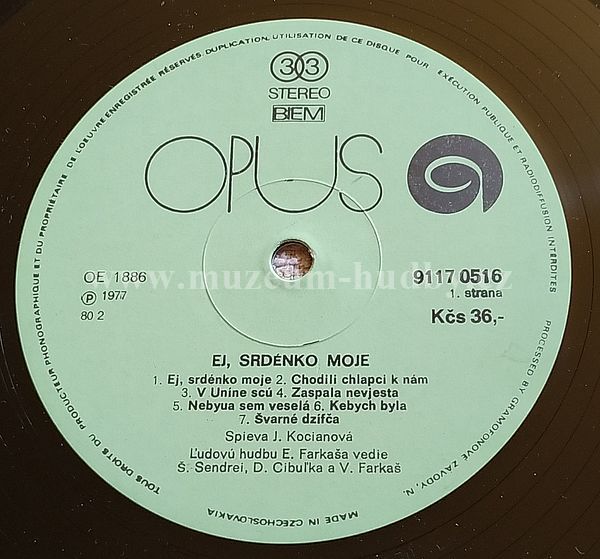 TOUS DROITS DU PRODUCTEUR PHONOGRAPHIQUE ET DU PROPRIÉTAIRE DE L'OEUVRE ENREGISTRÉE RÉSERVÉS. DUPLICATION, UTILISATION DE CE DISQUE POUR EXÉCUTION PUBLIQUE ET RADIODIFFUSION INTERDITES
33
STEREO
BIEM
OPUS
OE 1886
Ⓟ 1977
80 2
9117 0516
1. strana
Kčs 36,-
www.muzeum-hudby.cz
EJ, SRDÉNKO MOJE
1. Ej, srdénko moje 2. Chodili chlapci k nám
3. V Uníne scú 4. Zaspala nevjesta
5. Nebyua sem veselá 6. Kebych byla
7. Švarné dzífča
Spieva J. Kocianová
Ľudovú hudbu E. Farkaša vedie
Š. Sendrei, D. Cibuľka a V. Farkaš
PROCESSED BY GRAMOFONOVÉ ZÁVODY, N.
MADE IN CZECHOSLOVAKIA